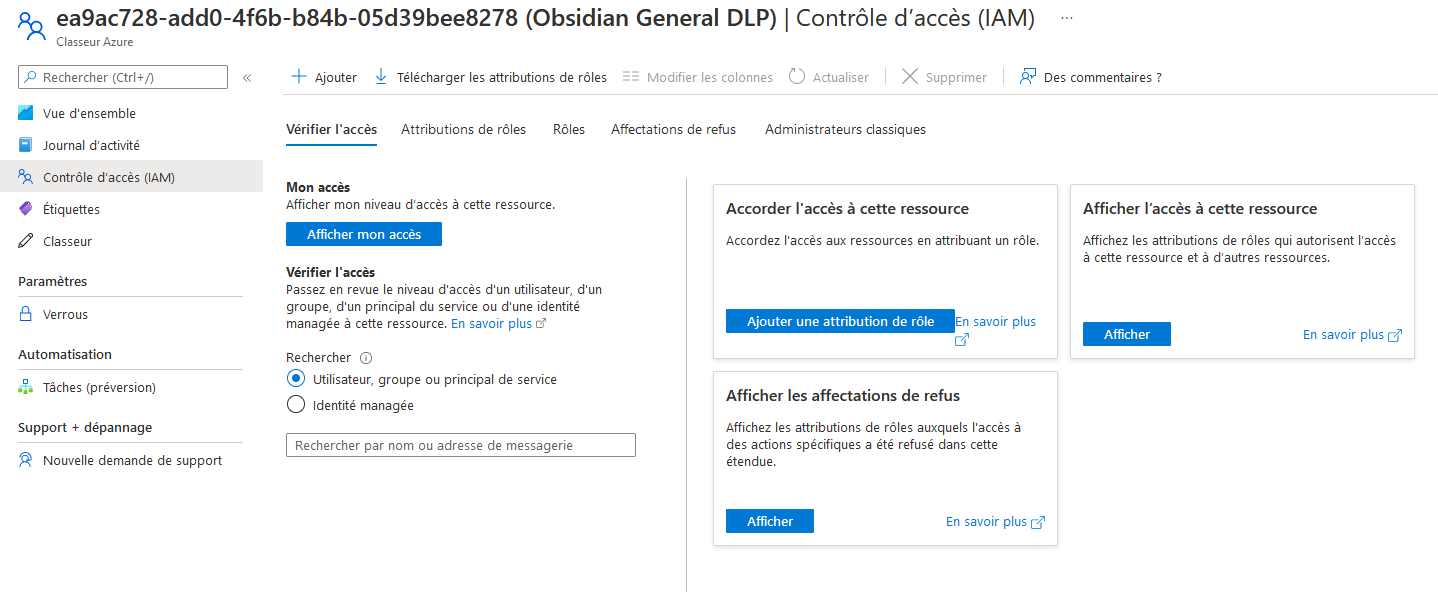 ea9ac728-add0-4f6b-b84b-05d39bee8278 (Obsidian General DLP) | Contrôle d’accès (IAM) ...
Classeur Azure
Rechercher (Ctrl+/) «
Vue d'ensemble
Journal d’activité
Contrôle d’accès (IAM)
Étiquettes
Classeur
Paramètres
Verrous
Automatisation
Tâches (préversion)
Support + dépannage
Nouvelle demande de support
Ajouter Télécharger les attributions de rôles Modifier les colonnes Actualiser Supprimer Des commentaires ?
Vérifier l'accès Attributions de rôles Rôles Affectations de refus Administrateurs classiques
Mon accès
Afficher mon niveau d’accès à cette ressource.
Afficher mon accès
Vérifier l'accès
Passez en revue le niveau d'accès d'un utilisateur, d'un
groupe, d'un principal du service ou d'une identité
managée à cette ressource. En savoir plus
Rechercher
Utilisateur, groupe ou principal de service
Identité managée
Rechercher par nom ou adresse de messagerie
Accorder l'accès à cette ressource
Accordez l'accès aux ressources en attribuant un rôle.
Ajouter une attribution de rôle En savoir plus
Afficher l’accès à cette ressource
Affichez les attributions de rôles qui autorisent l’accès
à cette ressource et à d’autres ressources.
Afficher En savoir plus
Afficher les affectations de refus
Affichez les attributions de rôles auxquels l'accès à
des actions spécifiques a été refusé dans cette
étendue.
Afficher En savoir plus